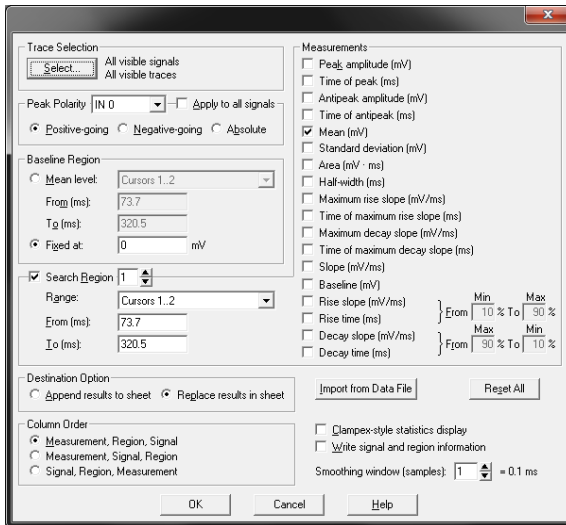 Trace Selection
Select...
All visible signals
All visible traces
Peak Polarity IN 0 Apply to all signals
Positive-going Negative-going Absolute
Baseline Region
Mean level: Cursors 1..2
From (ms): 73.7
To (ms): 320.5
Fixed at: 0 mV
Search Region 1
Range: Cursors 1..2
From (ms): 73.7
To (ms): 320.5
Destination Option
Append results to sheet Replace results in sheet
Column Order
Measurement, Region, Signal
Measurement, Signal, Region
Signal, Region, Measurement
Measurements
Peak amplitude (mV)
Time of peak (ms)
Antipeak amplitude (mV)
Time of antipeak (ms)
Mean (mV)
Standard deviation (mV)
Area (mV · ms)
Half-width (ms)
Maximum rise slope (mV/ms)
Time of maximum rise slope (ms)
Maximum decay slope (mV/ms)
Time of maximum decay slope (ms)
Slope (mV/ms)
Baseline (mV)
Min Max
Rise slope (mV/ms)
Rise time (ms)
From 10 % To 90 %
Max Min
Decay slope (mV/ms)
Decay time (ms)
From 90 % To 10 %
Import from Data File Reset All
Clampex-style statistics display
Write signal and region information
Smoothing window (samples): 1 = 0.1 ms
OK Cancel Help